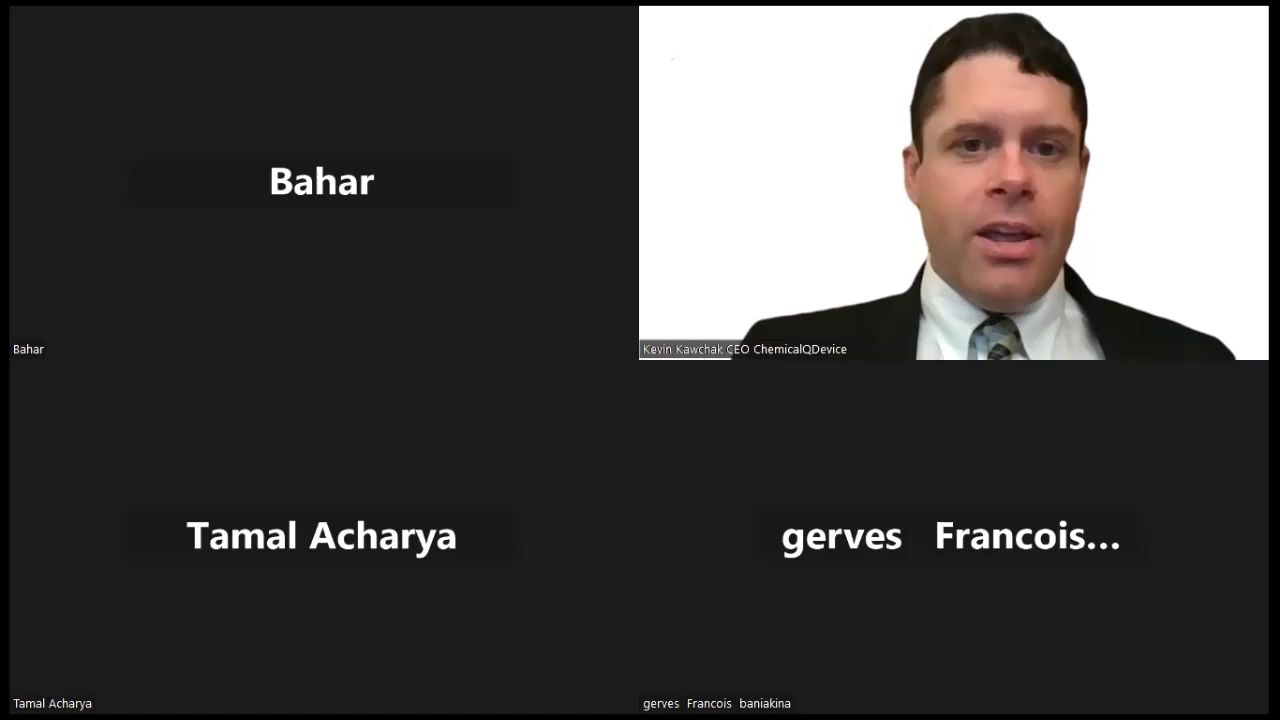 Bahar
Bahar
Kevin Kawchak CEO ChemicalQDevice
Tamal Acharya
gerves Francois...
Tamal Acharya
gerves Francois baniakina